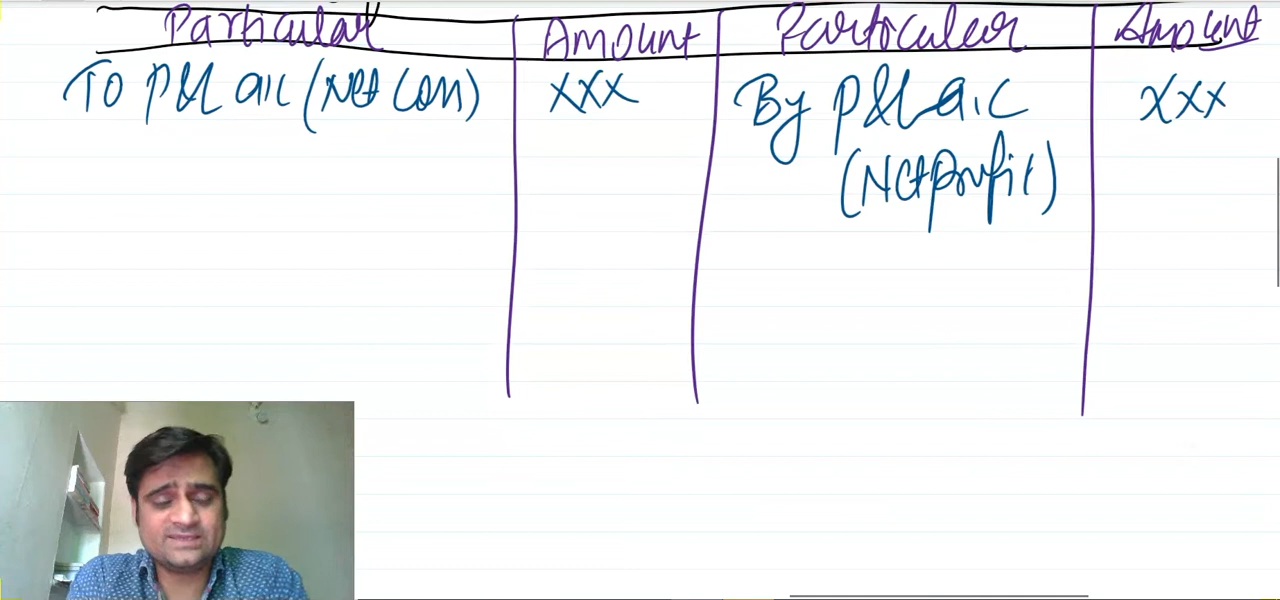 Particular Amount Particular Amount
To P&L a/c (Net Loss) XXX By P&L a/c XXX
(Net profit)